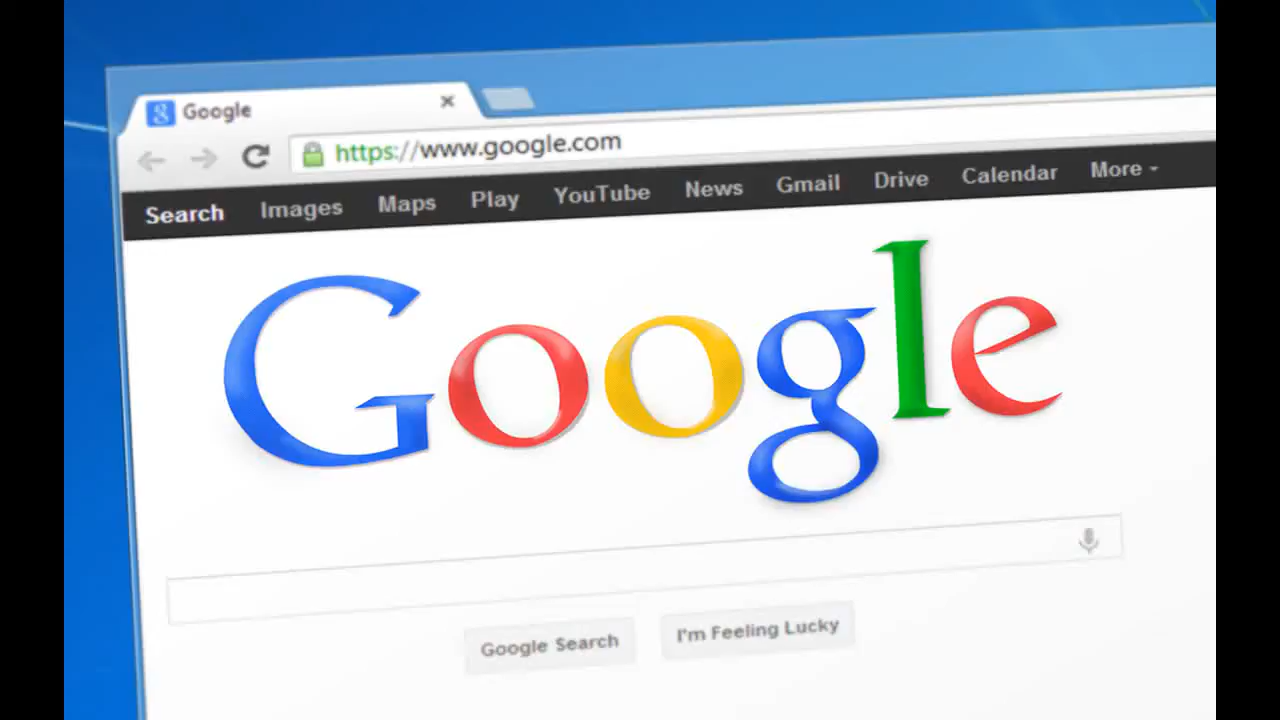 Google
https://www.google.com
Search Images Maps Play YouTube News Gmail Drive Calendar More
Google
Google Search I'm Feeling Lucky